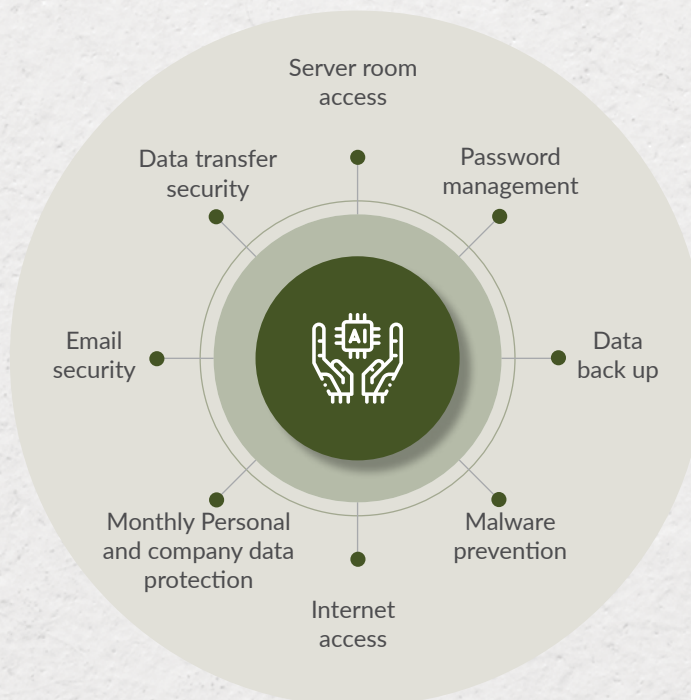 Server room
access
Data transfer
security
Password
management
Email
security
AI
Data
back up
Monthly Personal
and company data
protection
Malware
prevention
Internet
access